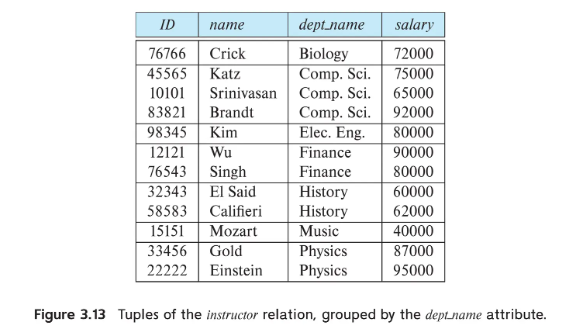 ID name dept_name salary
76766 Crick Biology 72000
45565 Katz Comp. Sci. 75000
10101 Srinivasan Comp. Sci. 65000
83821 Brandt Comp. Sci. 92000
98345 Kim Elec. Eng. 80000
12121 Wu Finance 90000
76543 Singh Finance 80000
32343 El Said History 60000
58583 Califieri History 62000
15151 Mozart Music 40000
33456 Gold Physics 87000
22222 Einstein Physics 95000
Figure 3.13 Tuples of the instructor relation, grouped by the dept_name attribute.